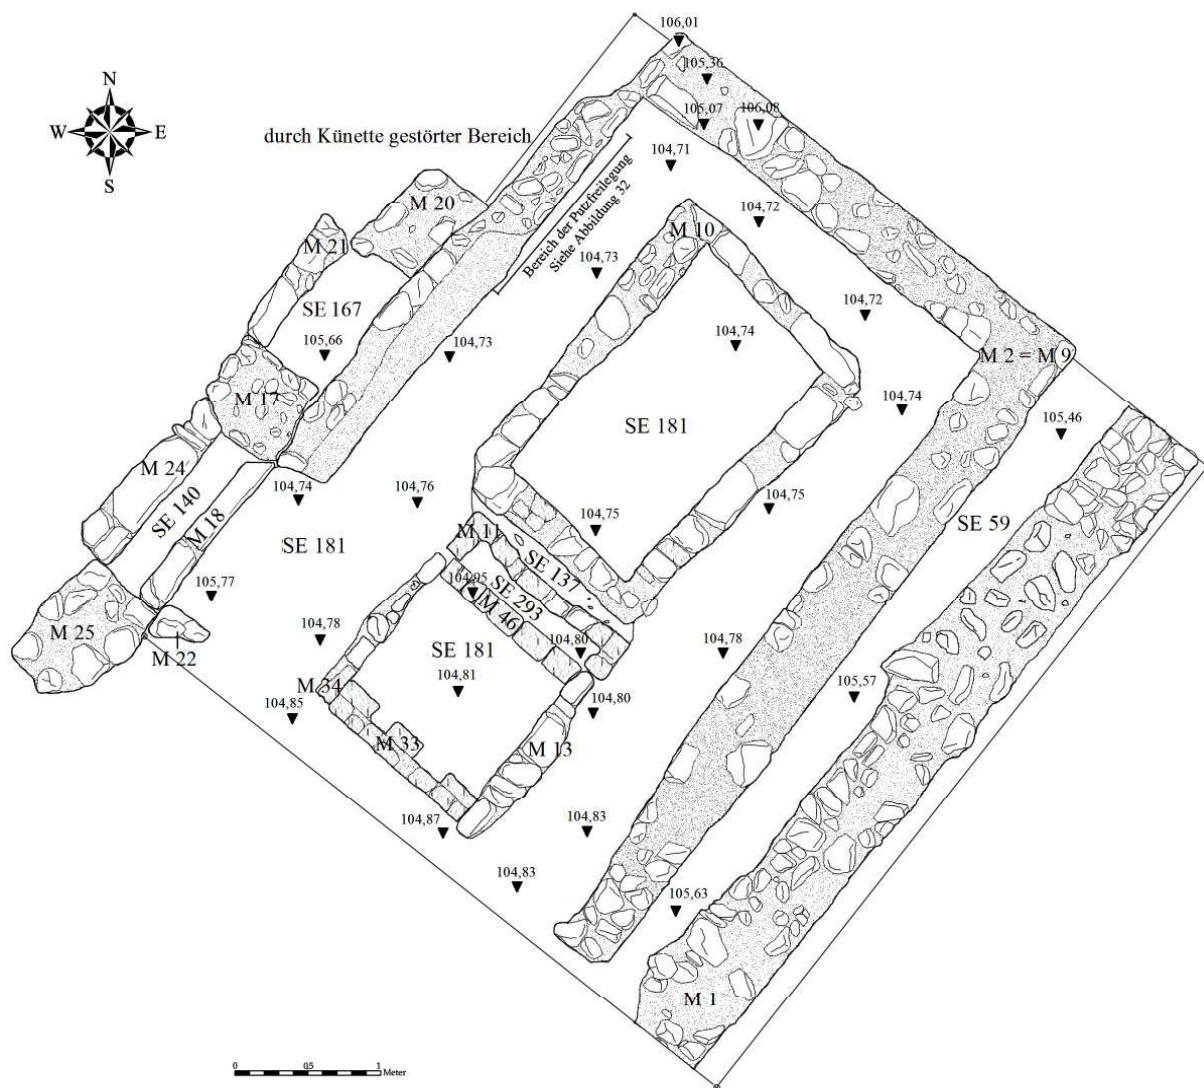 106,01
105,36
105,07
106,08
N
W E
S
durch Künette gestörter Bereich
104,71
Bereich der Putzfreilegung
Siehe Abbildung 32
M 20
104,72
M 10
M 21
104,73
SE 167
104,72
105,66
104,73
104,74
M 2 = M 9
M 17
104,74
SE 181
105,46
M 24
104,74
104,76
104,75
SE 140
M 18
104,75
SE 59
M 11
SE 181
SE 137
104,95
SE 293
105,77
M 46
M 25
104,78
104,80
104,78
M 22
SE 181
104,81
M 34
105,57
104,85
104,80
M 33
M 13
104,87
104,83
104,83
105,63
M 1
0 0,5 1
Meter